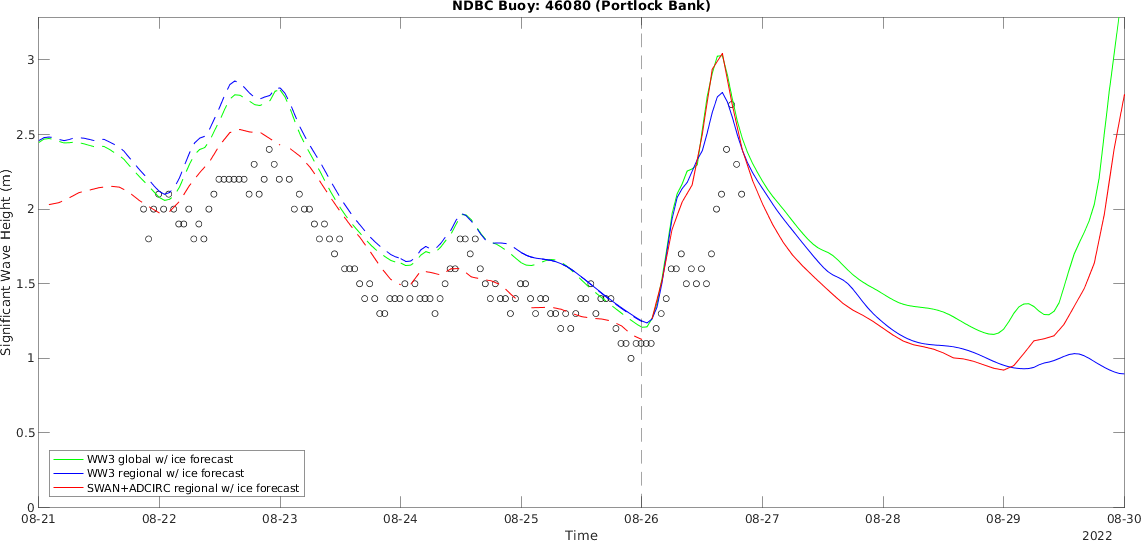 NDBC Buoy: 46080 (Portlock Bank)
3
2.5
2
1.5
1
0.5
0
Significant Wave Height (m)
WW3 global w/ ice forecast
WW3 regional w/ ice forecast
SWAN+ADCIRC regional w/ ice forecast
08-21 08-22 08-23 08-24 08-25 08-26 08-27 08-28 08-29 08-30
Time
2022